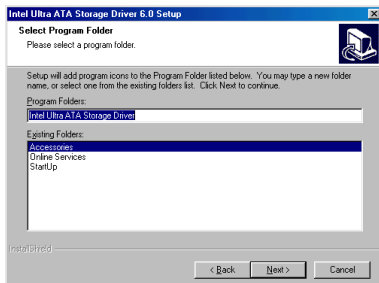 Intel Ultra ATA Storage Driver 6.0 Setup
Select Program Folder
Please select a program folder.
Setup will add program icons to the Program Folder listed below. You may type a new folder
name, or select one from the existing folders list. Click Next to continue.
Program Folders:
Intel Ultra ATA Storage Driver
Existing Folders:
Accessories
Online Services
StartUp
InstallShield
< Back
Next >
Cancel